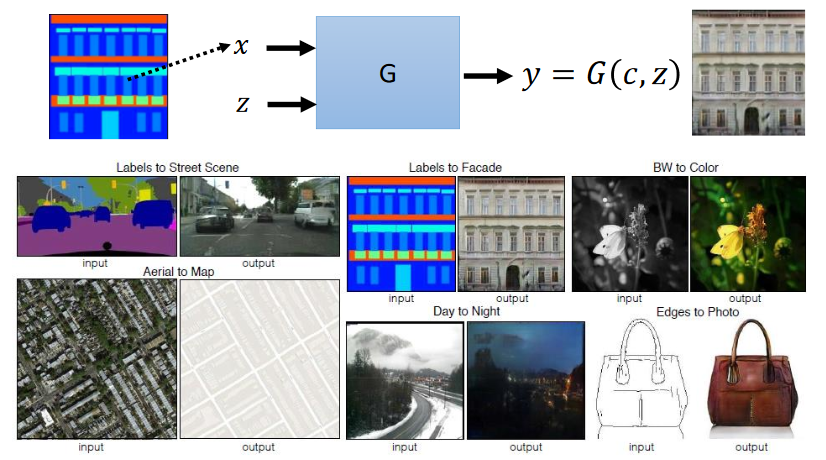 x
z
G
y = G(c, z)
Labels to Street Scene
input
output
Labels to Facade
input
output
BW to Color
input
output
Aerial to Map
input
output
Day to Night
input
output
Edges to Photo
input
output